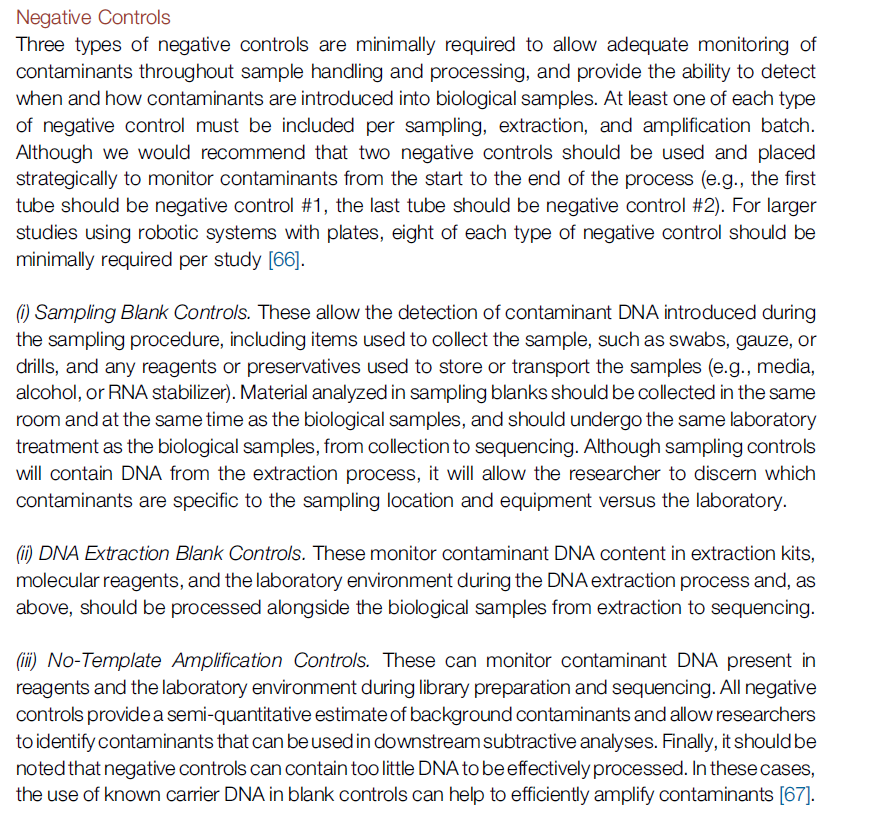 Negative Controls
Three types of negative controls are minimally required to allow adequate monitoring of
contaminants throughout sample handling and processing, and provide the ability to detect
when and how contaminants are introduced into biological samples. At least one of each type
of negative control must be included per sampling, extraction, and amplification batch.
Although we would recommend that two negative controls should be used and placed
strategically to monitor contaminants from the start to the end of the process (e.g., the first
tube should be negative control #1, the last tube should be negative control #2). For larger
studies using robotic systems with plates, eight of each type of negative control should be
minimally required per study [66].
(i) Sampling Blank Controls. These allow the detection of contaminant DNA introduced during
the sampling procedure, including items used to collect the sample, such as swabs, gauze, or
drills, and any reagents or preservatives used to store or transport the samples (e.g., media,
alcohol, or RNA stabilizer). Material analyzed in sampling blanks should be collected in the same
room and at the same time as the biological samples, and should undergo the same laboratory
treatment as the biological samples, from collection to sequencing. Although sampling controls
will contain DNA from the extraction process, it will allow the researcher to discern which
contaminants are specific to the sampling location and equipment versus the laboratory.
(ii) DNA Extraction Blank Controls. These monitor contaminant DNA content in extraction kits,
molecular reagents, and the laboratory environment during the DNA extraction process and, as
above, should be processed alongside the biological samples from extraction to sequencing.
(iii) No-Template Amplification Controls. These can monitor contaminant DNA present in
reagents and the laboratory environment during library preparation and sequencing. All negative
controls provide a semi-quantitative estimate of background contaminants and allow researchers
to identify contaminants that can be used in downstream subtractive analyses. Finally, it should be
noted that negative controls can contain too little DNA to be effectively processed. In these cases,
the use of known carrier DNA in blank controls can help to efficiently amplify contaminants [67].